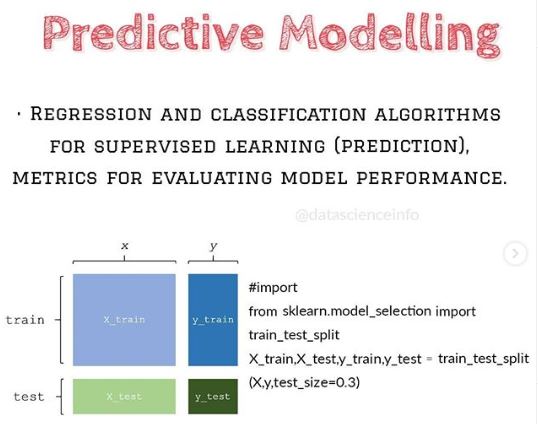 Predictive Modelling
· Regression and classification algorithms
for supervised learning (prediction),
metrics for evaluating model performance.
@datascienceinfo
x y
train
X_train y_train
test
X_test y_test
#import
from sklearn.model_selection import
train_test_split
X_train,X_test,y_train,y_test = train_test_split
(X,y,test_size=0.3)